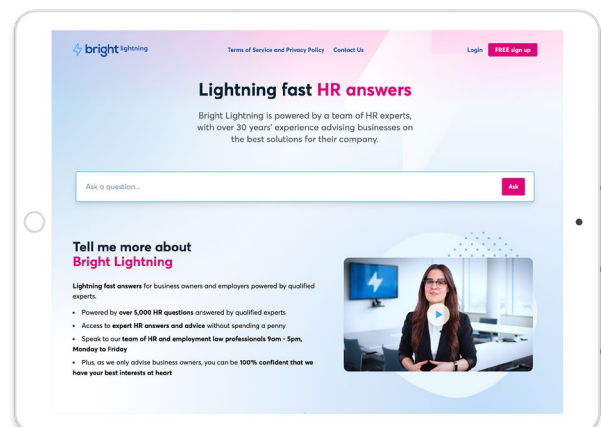 bright lightning
Terms of Service and Privacy Policy Contact Us
Login FREE sign up
Lightning fast HR answers
Bright Lightning is powered by a team of HR experts,
with over 30 years' experience advising businesses on
the best solutions for their company.
Ask a question... Ask
Tell me more about
Bright Lightning
Lightning fast answers for business owners and employers powered by qualified
experts.
• Powered by over 5,000 HR questions answered by qualified experts
• Access to expert HR answers and advice without spending a penny
• Speak to our team of HR and employment law professionals 9am - 5pm,
Monday to Friday
• Plus, as we only advise business owners, you can be 100% confident that we
have your best interests at heart